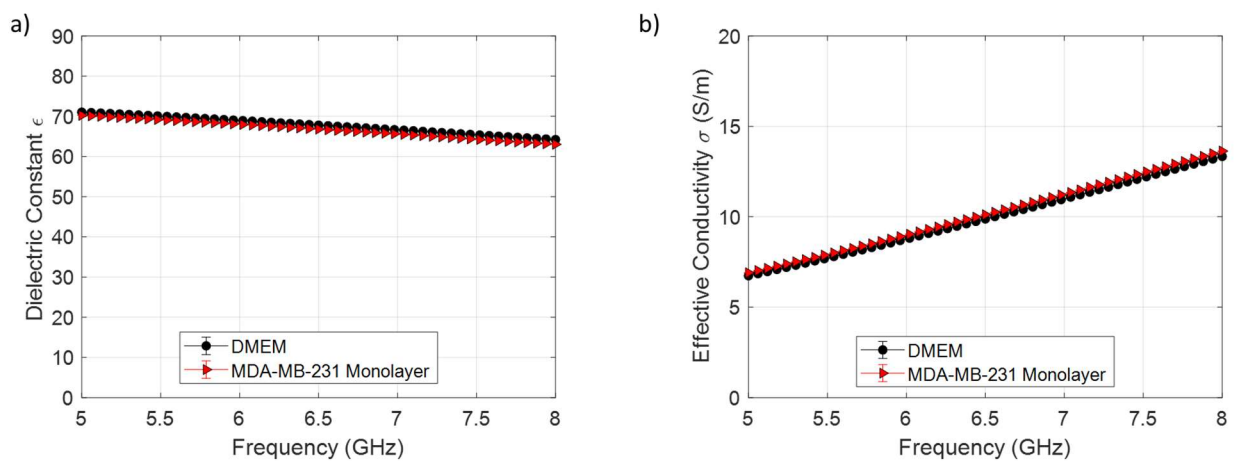 a)
Dielectric Constant ϵ
90
80
70
60
50
40
30
20
10
0
5
5.5
6
6.5
7
7.5
8
Frequency (GHz)
DMEM
MDA-MB-231 Monolayer
b)
Effective Conductivity σ (S/m)
20
15
10
5
0
5
5.5
6
6.5
7
7.5
8
Frequency (GHz)
DMEM
MDA-MB-231 Monolayer